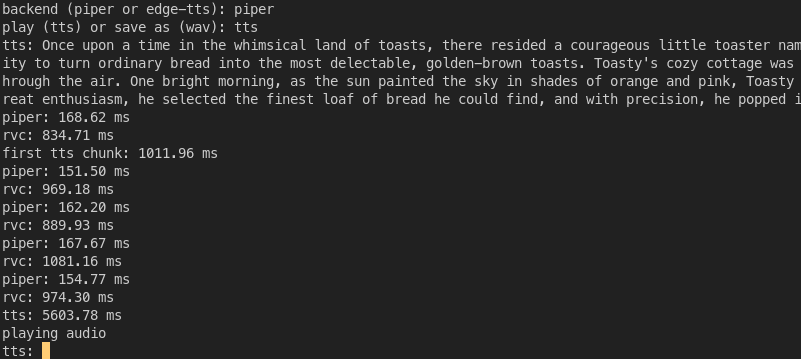 backend (piper or edge-tts): piper
play (tts) or save as (wav): tts
tts: Once upon a time in the whimsical land of toasts, there resided a courageous little toaster nam
ity to turn ordinary bread into the most delectable, golden-brown toasts. Toasty's cozy cottage was
hrough the air. One bright morning, as the sun painted the sky in shades of orange and pink, Toasty
reat enthusiasm, he selected the finest loaf of bread he could find, and with precision, he popped i
piper: 168.62 ms
rvc: 834.71 ms
first tts chunk: 1011.96 ms
piper: 151.50 ms
rvc: 969.18 ms
piper: 162.20 ms
rvc: 889.93 ms
piper: 167.67 ms
rvc: 1081.16 ms
piper: 154.77 ms
rvc: 974.30 ms
tts: 5603.78 ms
playing audio
tts: